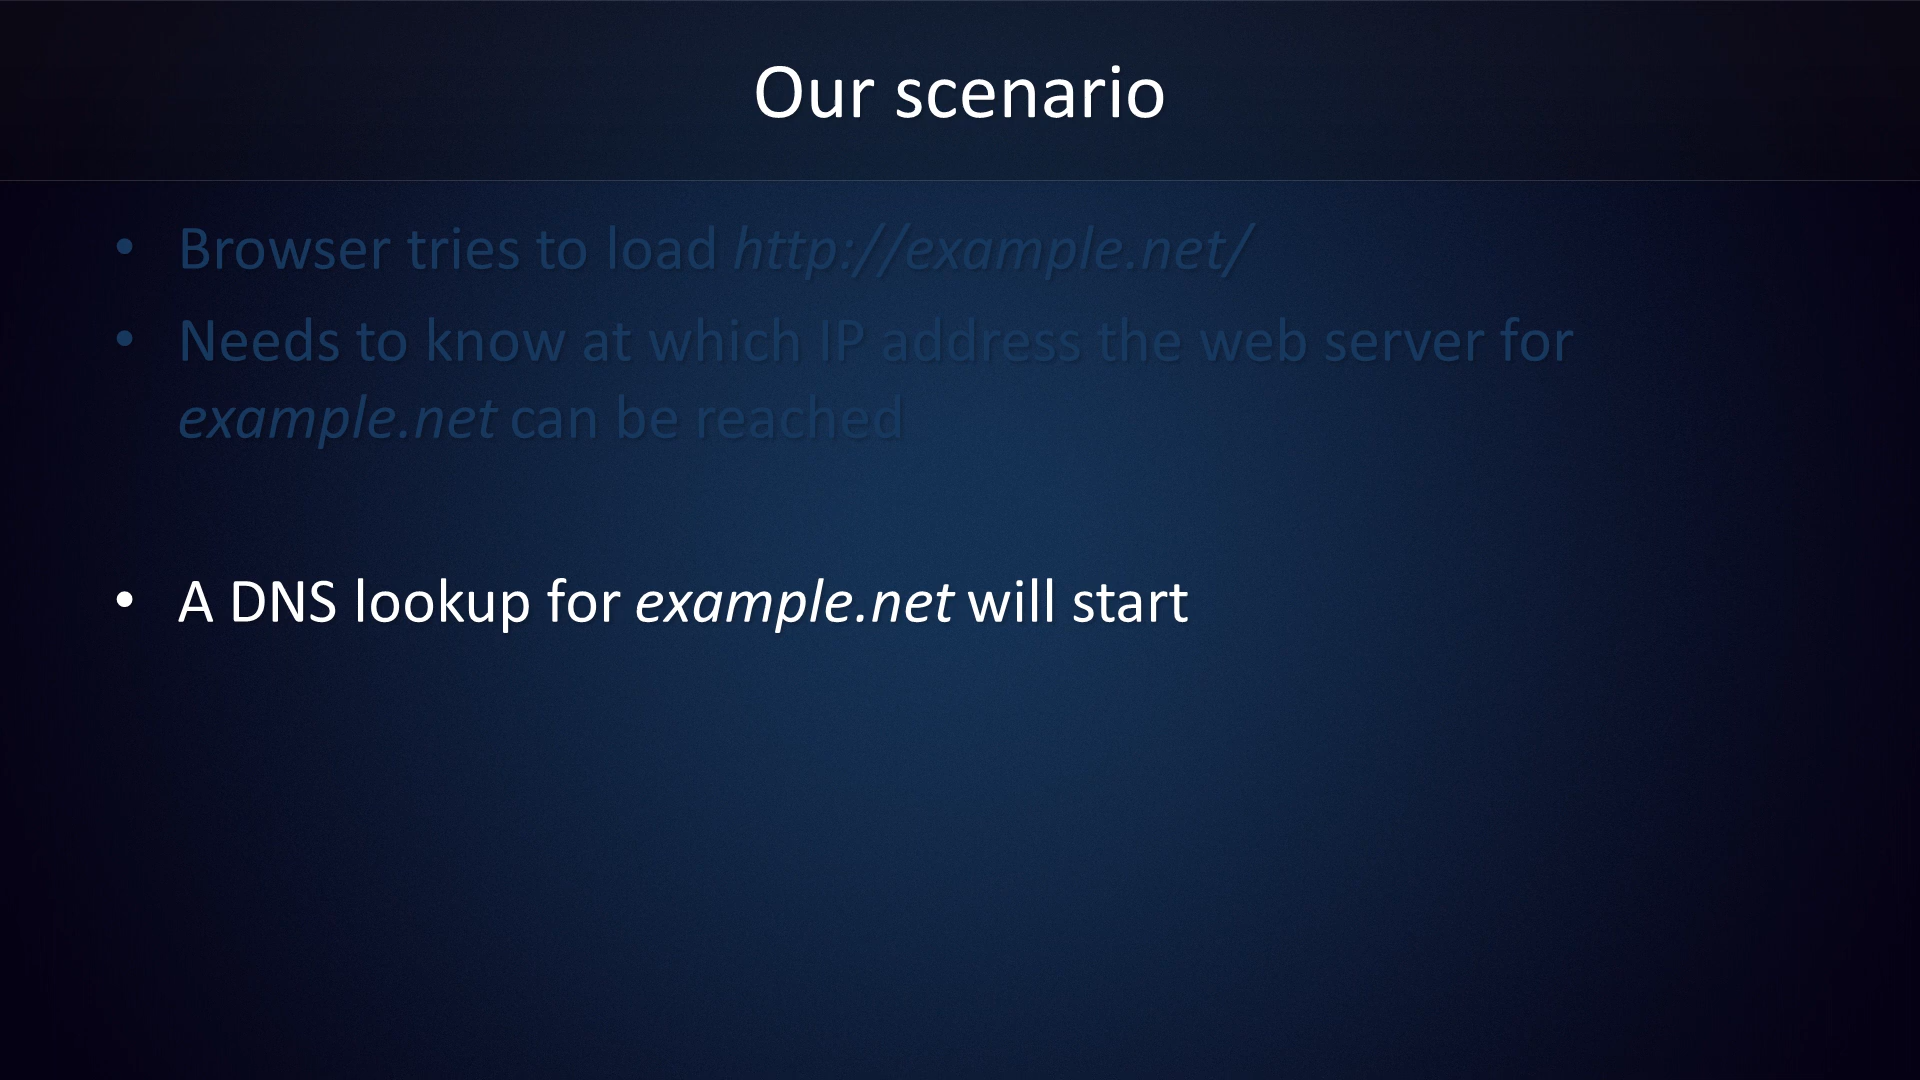 Our scenario
• Browser tries to load http://example.net/
• Needs to know at which IP address the web server for
example.net can be reached
• A DNS lookup for example.net will start